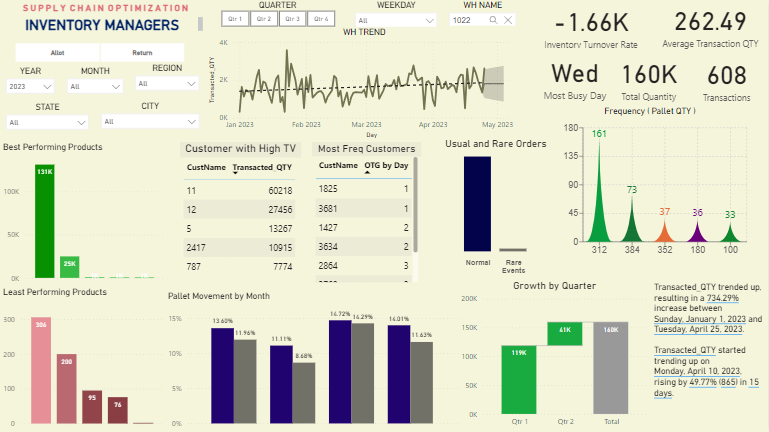 SUPPLY CHAIN OPTIMIZATION
INVENTORY MANAGERS
Allot
Return
YEAR
2023
MONTH
All
REGION
All
STATE
All
CITY
All
QUARTER
Qtr 1
Qtr 2
Qtr 3
Qtr 4
WEEKDAY
All
WH NAME
1022
WH TREND
Transacted_QTY
4K
2K
0K
Jan 2023
Feb 2023
Mar 2023
Apr 2023
May 2023
Day
-1.66K
Inventory Turnover Rate
262.49
Average Transaction QTY
Wed
Most Busy Day
160K
Total Quantity
608
Transactions
Best Performing Products
100K
50K
0K
131K
25K
Customer with High TV
CustName Transacted_QTY
11 60218
12 27456
5 13267
2417 10915
787 7774
Most Freq Customers
CustName OTG by Day
1825 1
3681 1
1427 2
3634 2
2864 3
Usual and Rare Orders
Normal
Rare
Events
Frequency ( Pallet QTY )
180
135
90
45
0
161
73
37
36
33
312
384
352
180
100
Least Performing Products
300
200
100
0
306
200
95
76
Pallet Movement by Month
15%
10%
5%
0%
13.60%
11.96%
11.11%
8.68%
14.72%
14.29%
14.01%
11.63%
Growth by Quarter
200K
150K
100K
50K
0K
119K
61K
160K
Qtr 1
Qtr 2
Total
Transacted_QTY trended up,
resulting in a 734.29%
increase between
Sunday, January 1, 2023 and
Tuesday, April 25, 2023.
Transacted_QTY started
trending up on
Monday, April 10, 2023,
rising by 49.77% (865) in 15
days.